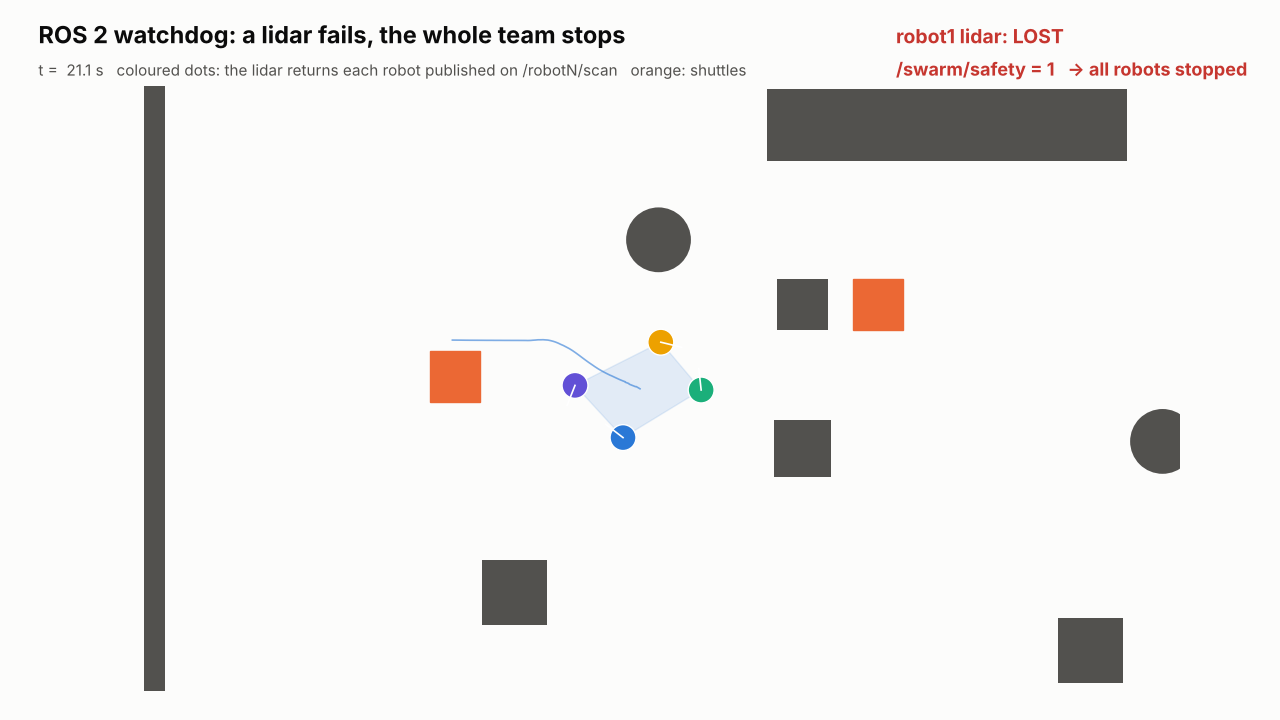 ROS 2 watchdog: a lidar fails, the whole team stops
robot1 lidar: LOST
t = 21.1 s coloured dots: the lidar returns each robot published on /robotN/scan orange: shuttles
/swarm/safety = 1 → all robots stopped